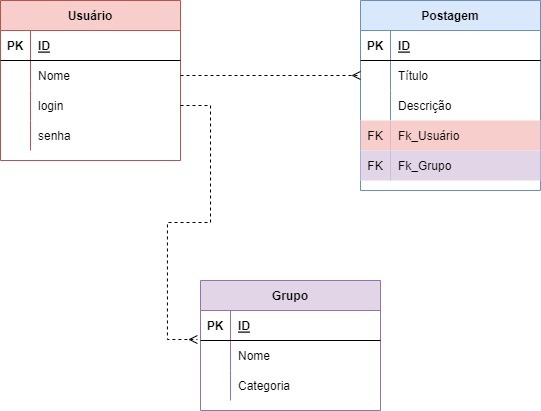 Usuário
PK ID
Nome
login
senha
Postagem
PK ID
Título
Descrição
FK Fk_Usuário
FK Fk_Grupo
Grupo
PK ID
Nome
Categoria